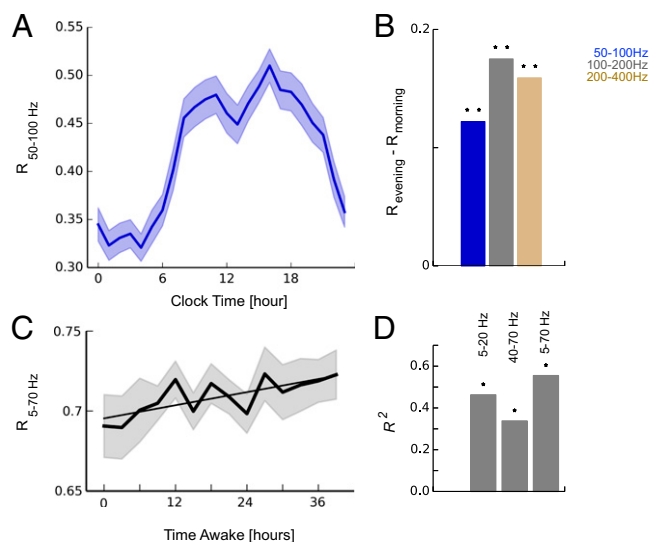 A
0.55
0.50
0.45
0.40
0.35
0.30
R 50-100 Hz
0
6
12
18
Clock Time [hour]
B
0.2
0
Revening - Rmorning
* *
* *
* *
50-100Hz
100-200Hz
200-400Hz
C
0.75
0.7
0.65
R 5-70 Hz
0
12
24
36
Time Awake [hours]
D
5-20 Hz
40-70 Hz
5-70 Hz
0.6
0.4
0.2
0.0
R 2
*
*
*